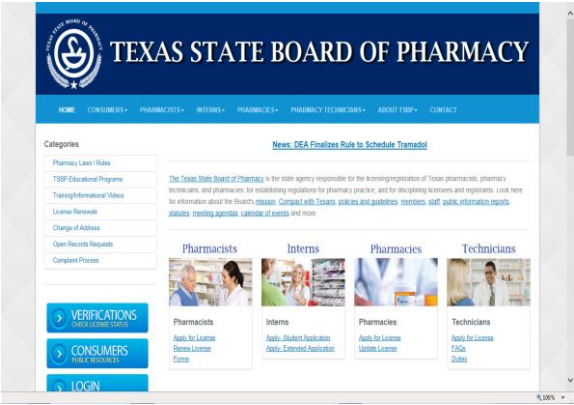 TEXAS STATE BOARD OF PHARMACY
TEXAS STATE BOARD OF PHARMACY
HOME CONSUMERS PHARMACISTS INTERNS PHARMACIES PHARMACY TECHNICIANS ABOUT TSBP CONTACT
Categories
Pharmacy Laws / Rules
TSBP Educational Programs
Training/Informational Videos
License Renewals
Change of Address
Open Records Requests
Complaint Process
VERIFICATIONS
CHECK LICENSE STATUS
CONSUMERS
PUBLIC RESOURCES
LOGIN
News: DEA Finalizes Rule to Schedule Tramadol
The Texas State Board of Pharmacy is the state agency responsible for the licensing/registration of Texas pharmacists, pharmacy
technicians, and pharmacies; for establishing regulations for pharmacy practice; and for disciplining licensees and registrants. Look here
for information about the Board's mission, Compact with Texans, policies and guidelines, members, staff, public information reports,
statutes, meeting agendas, calendar of events and more.
Pharmacists
Pharmacists
Apply for License
Renew License
Forms
Interns
Interns
Apply- Student Application
Apply- Extended Application
Pharmacies
Pharmacies
Apply for License
Update License
Technicians
Technicians
Apply for License
FAQs
Duties
100%